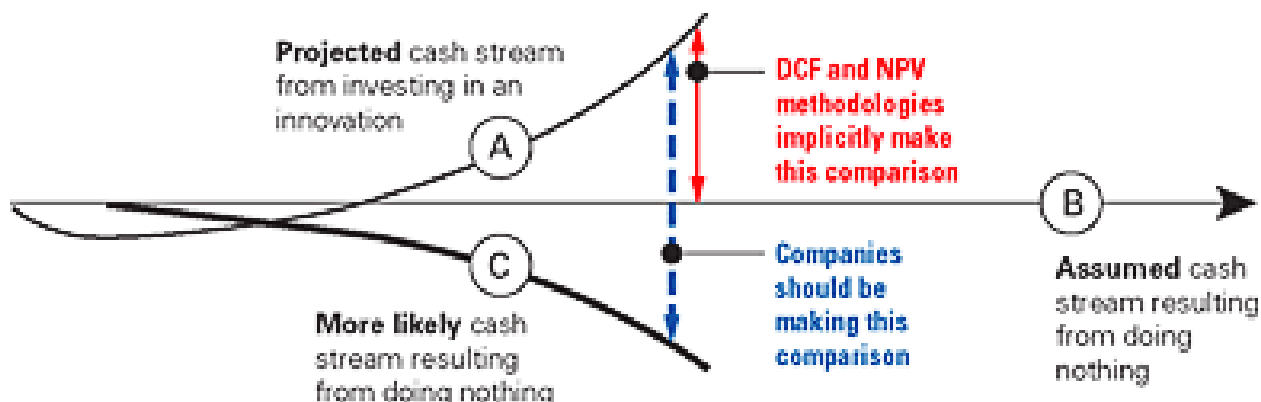 Projected cash stream
from investing in an
innovation
A
DCF and NPV
methodologies
implicitly make
this comparison
B
C
Companies
should be
making this
comparison
Assumed cash
stream resulting
from doing
nothing
More likely cash
stream resulting
from doing nothing